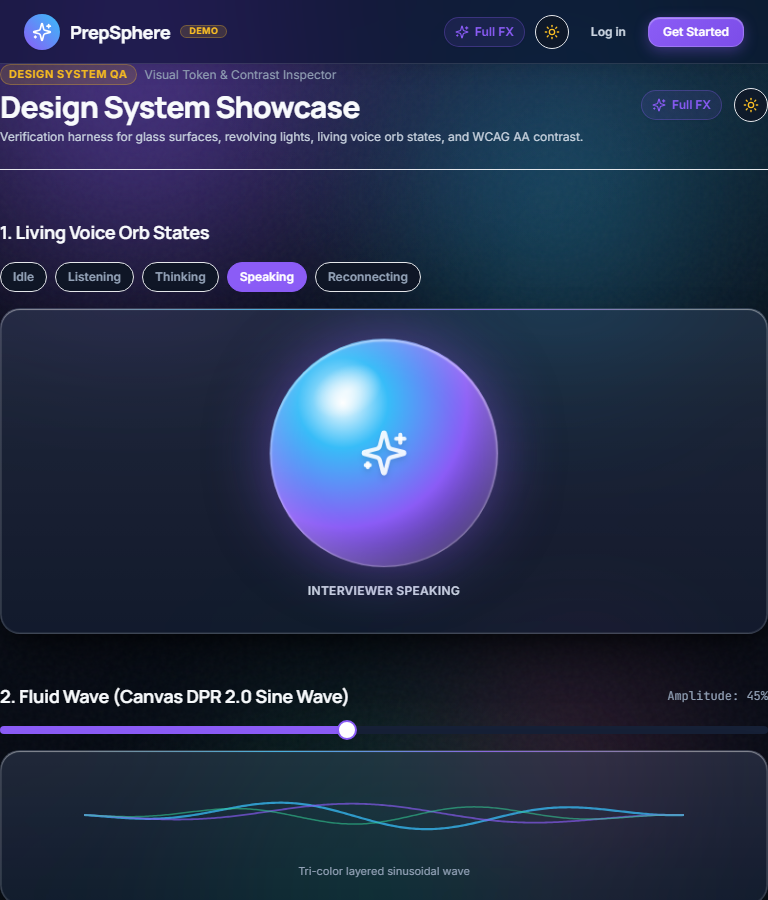 PrepSphere DEMO Full FX Log in Get Started
DESIGN SYSTEM QA Visual Token & Contrast Inspector
Design System Showcase Full FX
Verification harness for glass surfaces, revolving lights, living voice orb states, and WCAG AA contrast.
1. Living Voice Orb States
Idle Listening Thinking Speaking Reconnecting
INTERVIEWER SPEAKING
2. Fluid Wave (Canvas DPR 2.0 Sine Wave) Amplitude: 45%
Tri-color layered sinusoidal wave